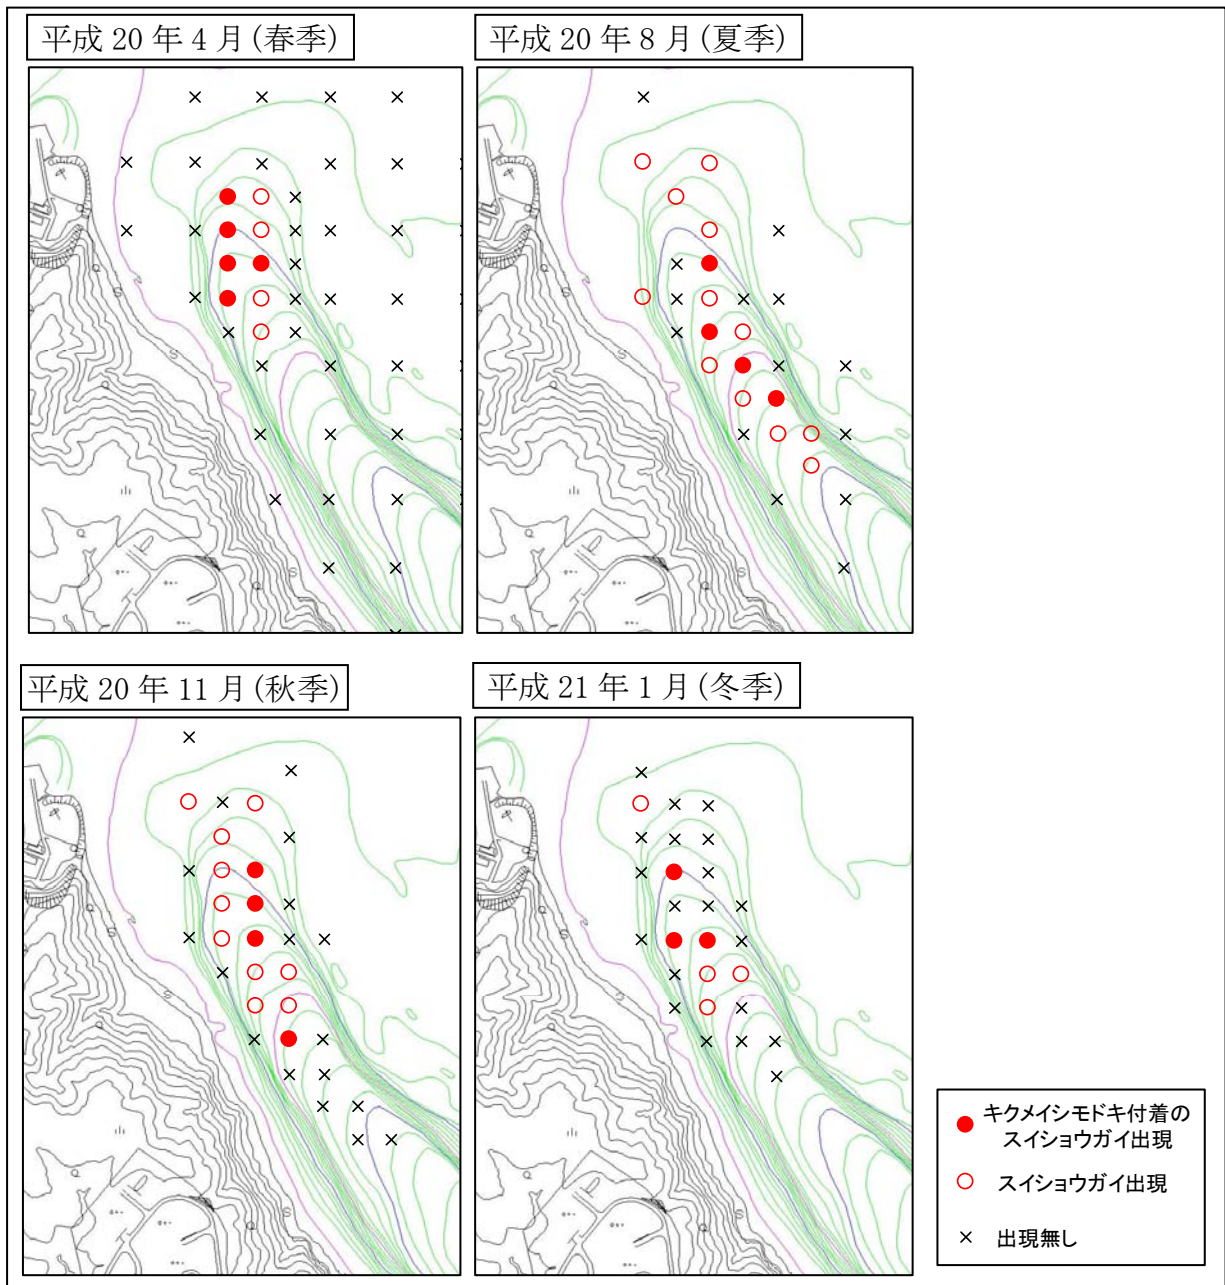 平成 20 年 4 月(春季)
平成 20 年 8 月(夏季)
平成 20 年 11 月(秋季)
平成 21 年 1 月(冬季)
キクメイシモドキ付着の
スイショウガイ出現
スイショウガイ出現
出現無し